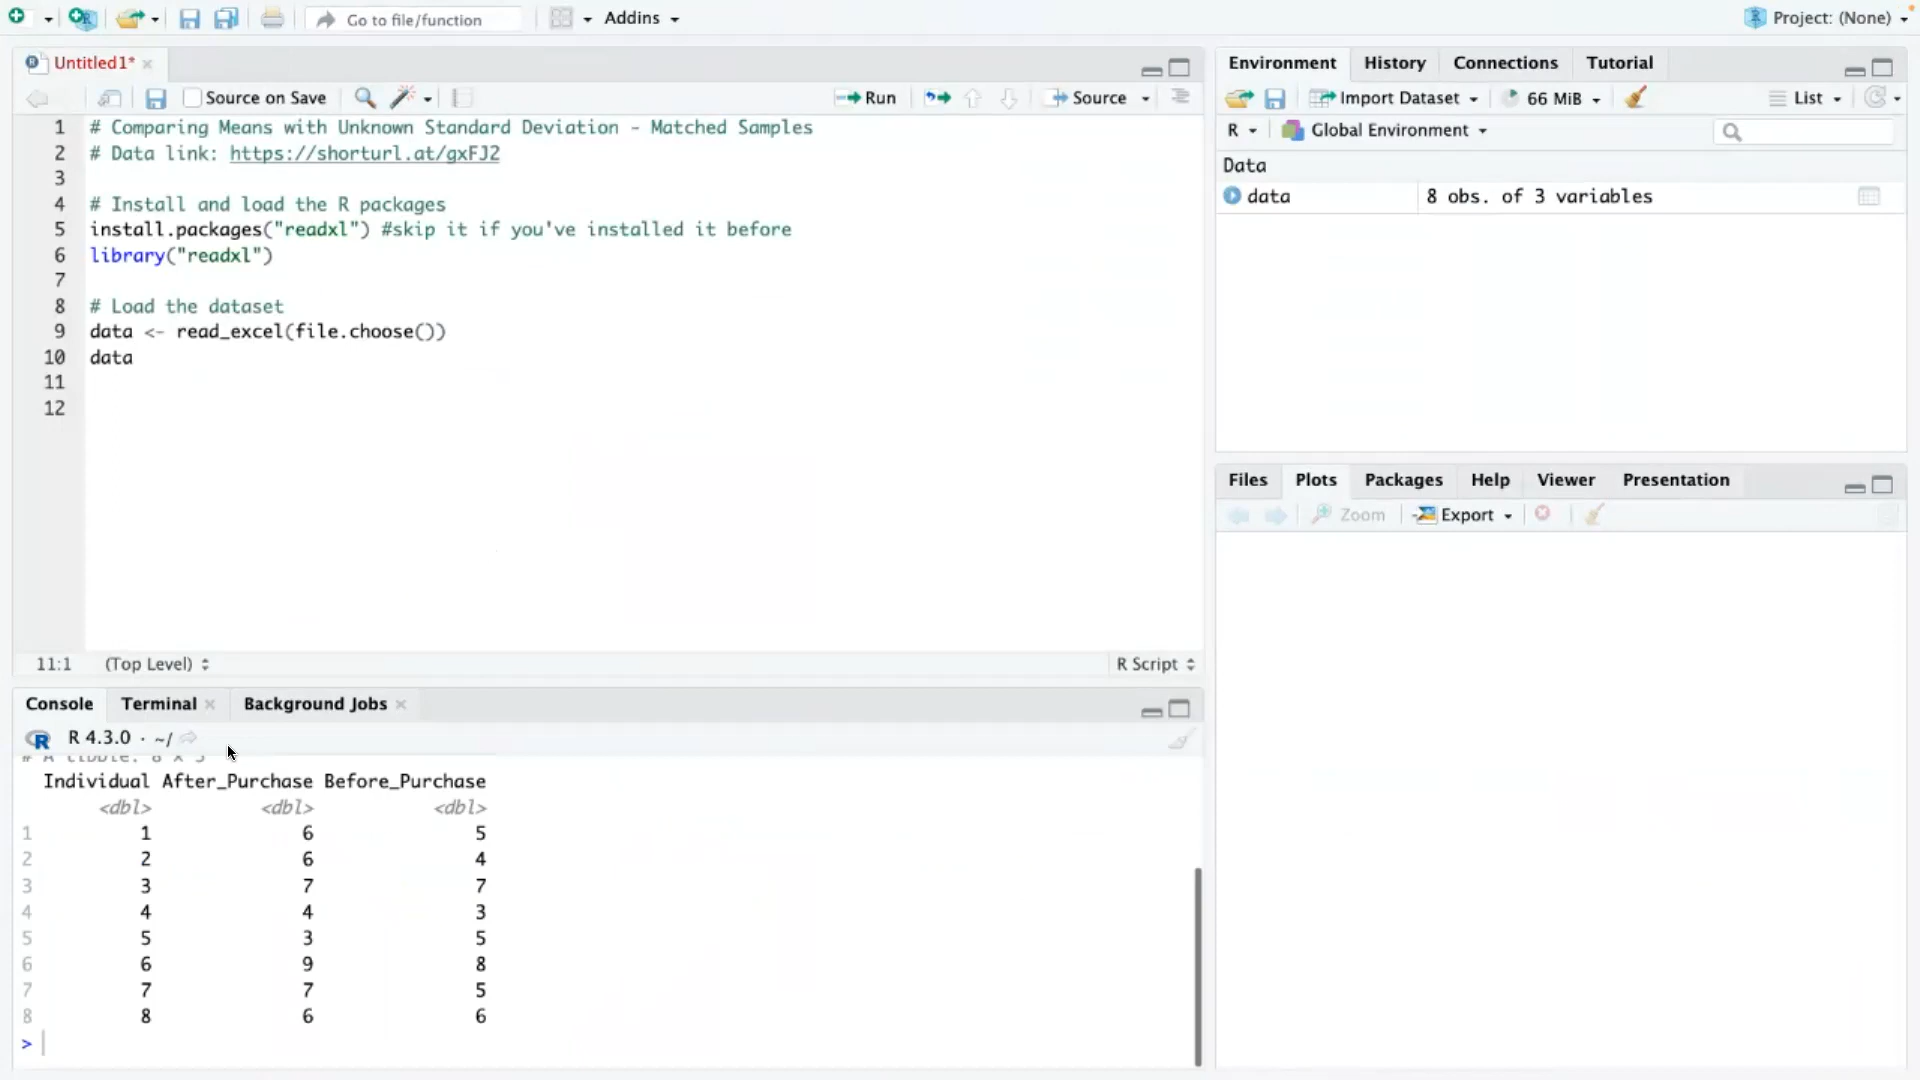 Go to file/function
Addins
Project: (None)
Untitled1*
Source on Save
Run
Source
1 # Comparing Means with Unknown Standard Deviation - Matched Samples
2 # Data link: https://shorturl.at/gxFJ2
3
4 # Install and load the R packages
5 install.packages("readxl") #skip it if you've installed it before
6 library("readxl")
7
8 # Load the dataset
9 data <- read_excel(file.choose())
10 data
11
12
11:1 (Top Level)
R Script
Console Terminal Background Jobs
R 4.3.0 · ~/
# A tibble: 8 x 3
Individual After_Purchase Before_Purchase
<dbl> <dbl> <dbl>
1 1 6 5
2 2 6 4
3 3 7 7
4 4 4 3
5 5 3 5
6 6 9 8
7 7 7 5
8 8 6 6
>
Environment History Connections Tutorial
Import Dataset 66 MiB List
R Global Environment
Data
data 8 obs. of 3 variables
Files Plots Packages Help Viewer Presentation
Zoom Export